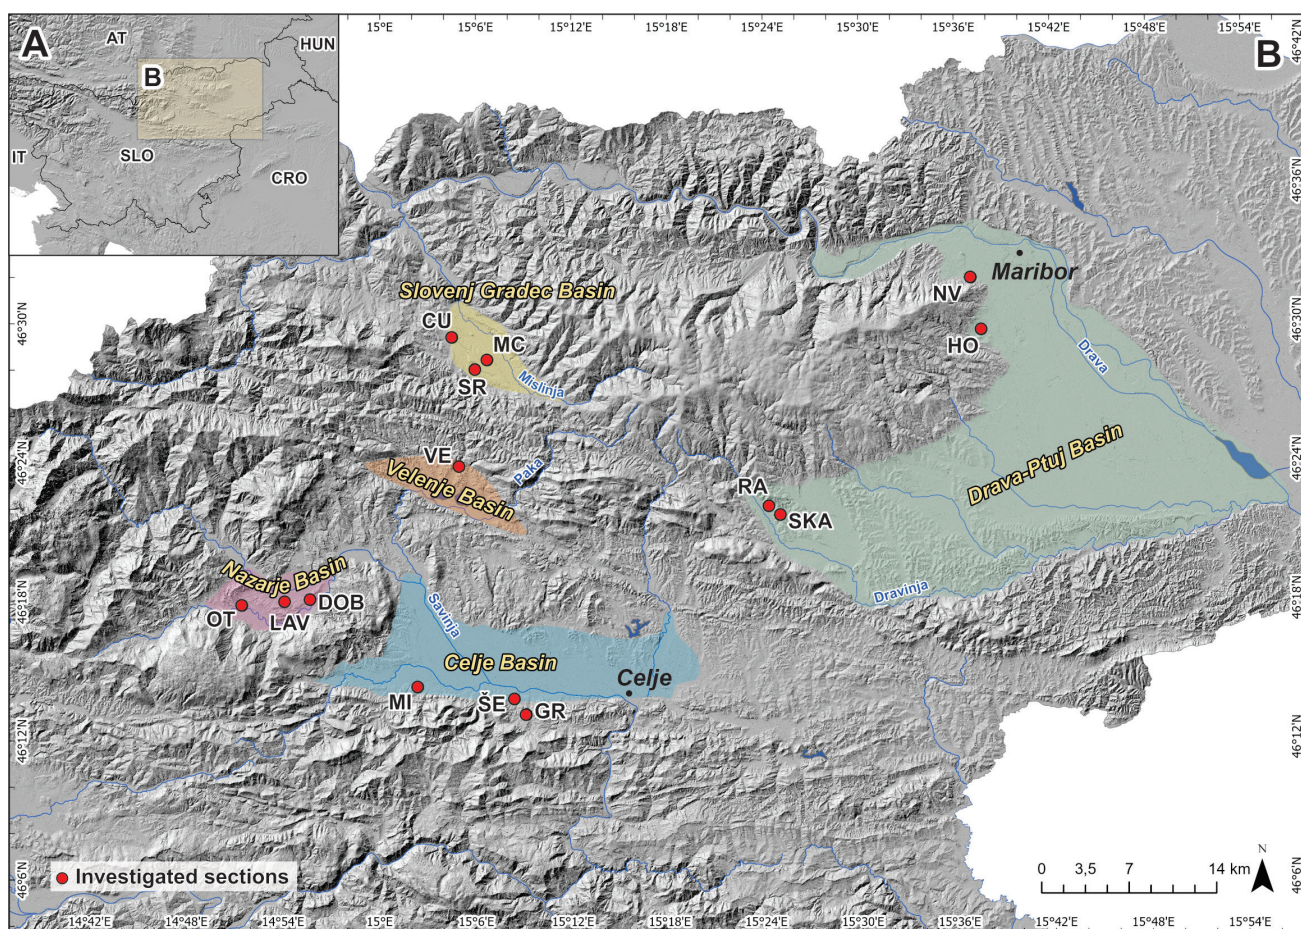 A
AT
HUN
B
SLO
IT
CRO
B
15°E
15°6'E
15°12'E
15°18'E
15°24'E
15°30'E
15°36'E
15°42'E
15°48'E
15°54'E
46°42'N
46°36'N
46°30'N
46°24'N
46°18'N
46°12'N
46°6'N
46°30'N
46°24'N
46°18'N
46°12'N
46°6'N
Maribor
NV
HO
Drava
Slovenj Gradec Basin
CU
MC
SR
Mislinja
VE
Velenje Basin
Paka
Drava-Ptuj Basin
RA
SKA
Dravinja
Nazarje Basin
OT
LAV
DOB
Savinja
Celje Basin
Celje
MI
ŠE
GR
Investigated sections
0 3,5 7 14 km
N
14°42'E
14°48'E
14°54'E
15°E
15°6'E
15°12'E
15°18'E
15°24'E
15°30'E
15°36'E
15°42'E
15°48'E
15°54'E